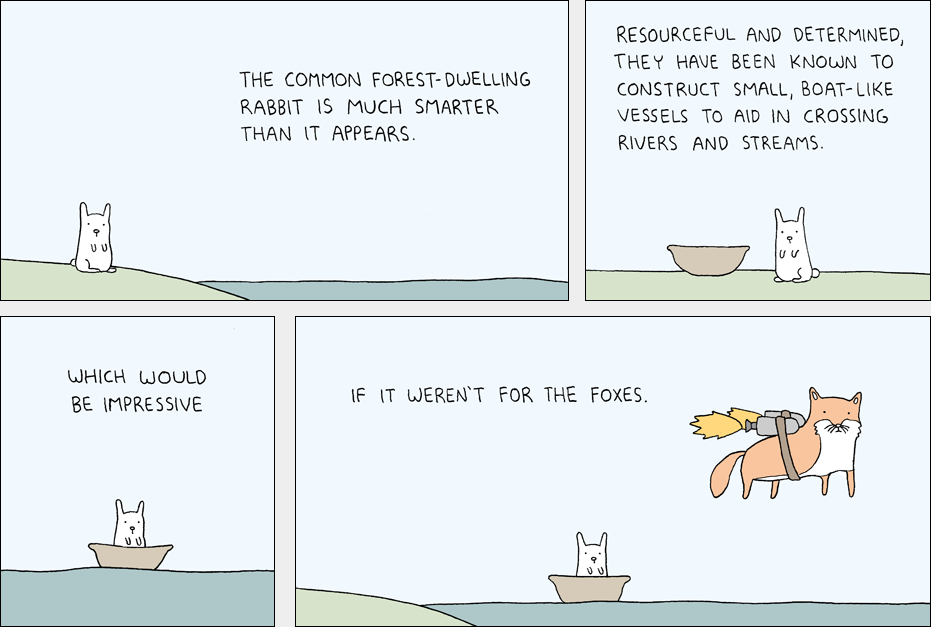 THE COMMON FOREST-DWELLING
RABBIT IS MUCH SMARTER
THAN IT APPEARS.
RESOURCEFUL AND DETERMINED,
THEY HAVE BEEN KNOWN TO
CONSTRUCT SMALL, BOAT-LIKE
VESSELS TO AID IN CROSSING
RIVERS AND STREAMS.
WHICH WOULD
BE IMPRESSIVE
IF IT WEREN'T FOR THE FOXES.